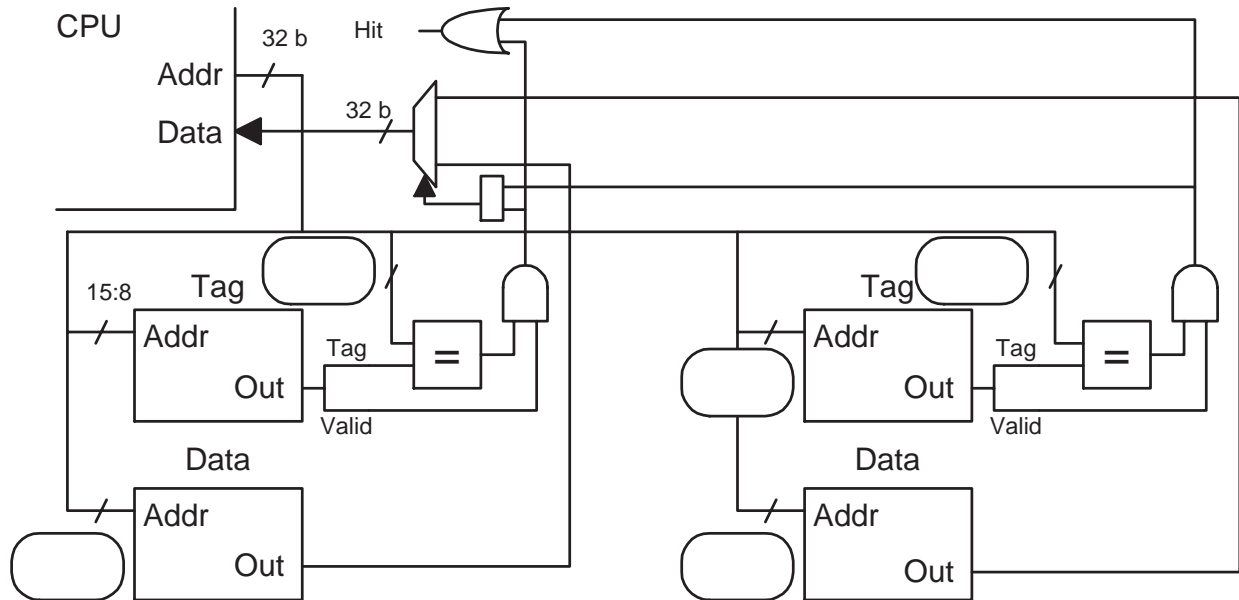 CPU
Hit
32 b
Addr
32 b
Data
15:8
Tag
Addr
Out
Tag
Valid
=
Data
Addr
Out
Tag
Addr
Out
Tag
Valid
=
Data
Addr
Out